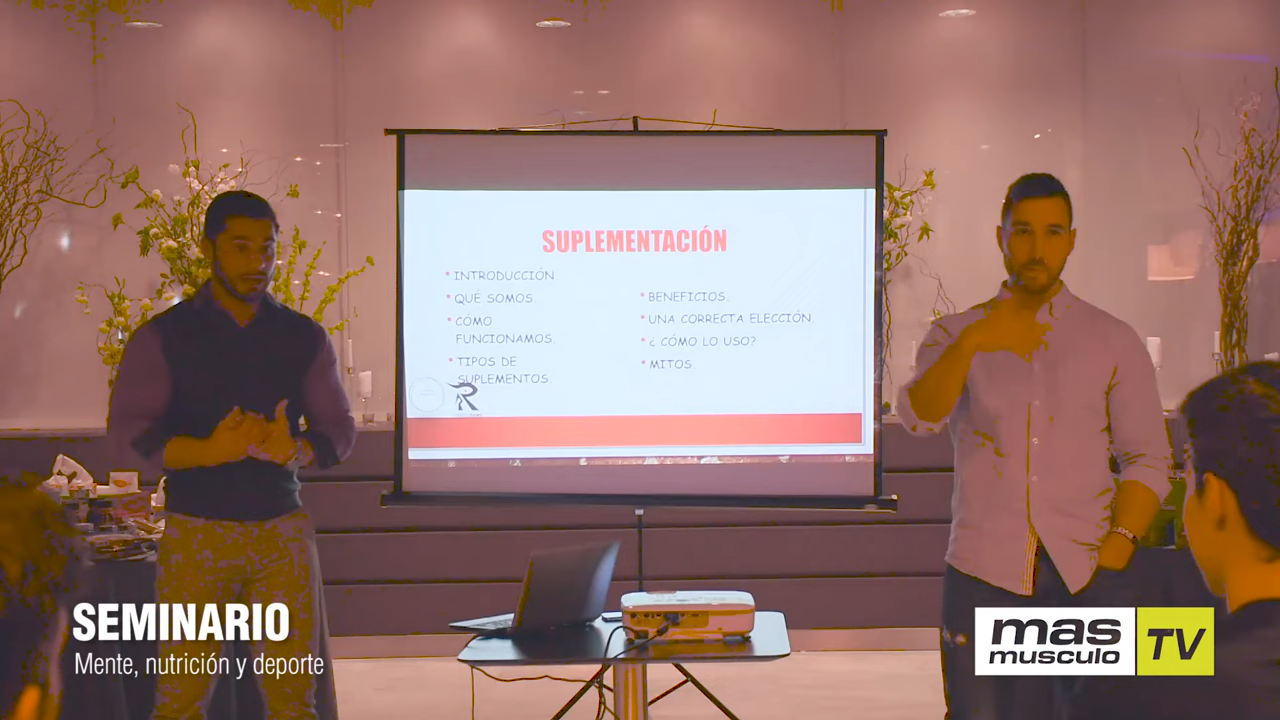 SUPLEMENTACIÓN
• INTRODUCCIÓN
• QUÉ SOMOS.
• CÓMO
FUNCIONAMOS.
• TIPOS DE
SUPLEMENTOS.
• BENEFICIOS.
• UNA CORRECTA ELECCIÓN.
• ¿ CÓMO LO USO?
• MITOS.
R
SEMINARIO
Mente, nutrición y deporte
mas
musculo
TV